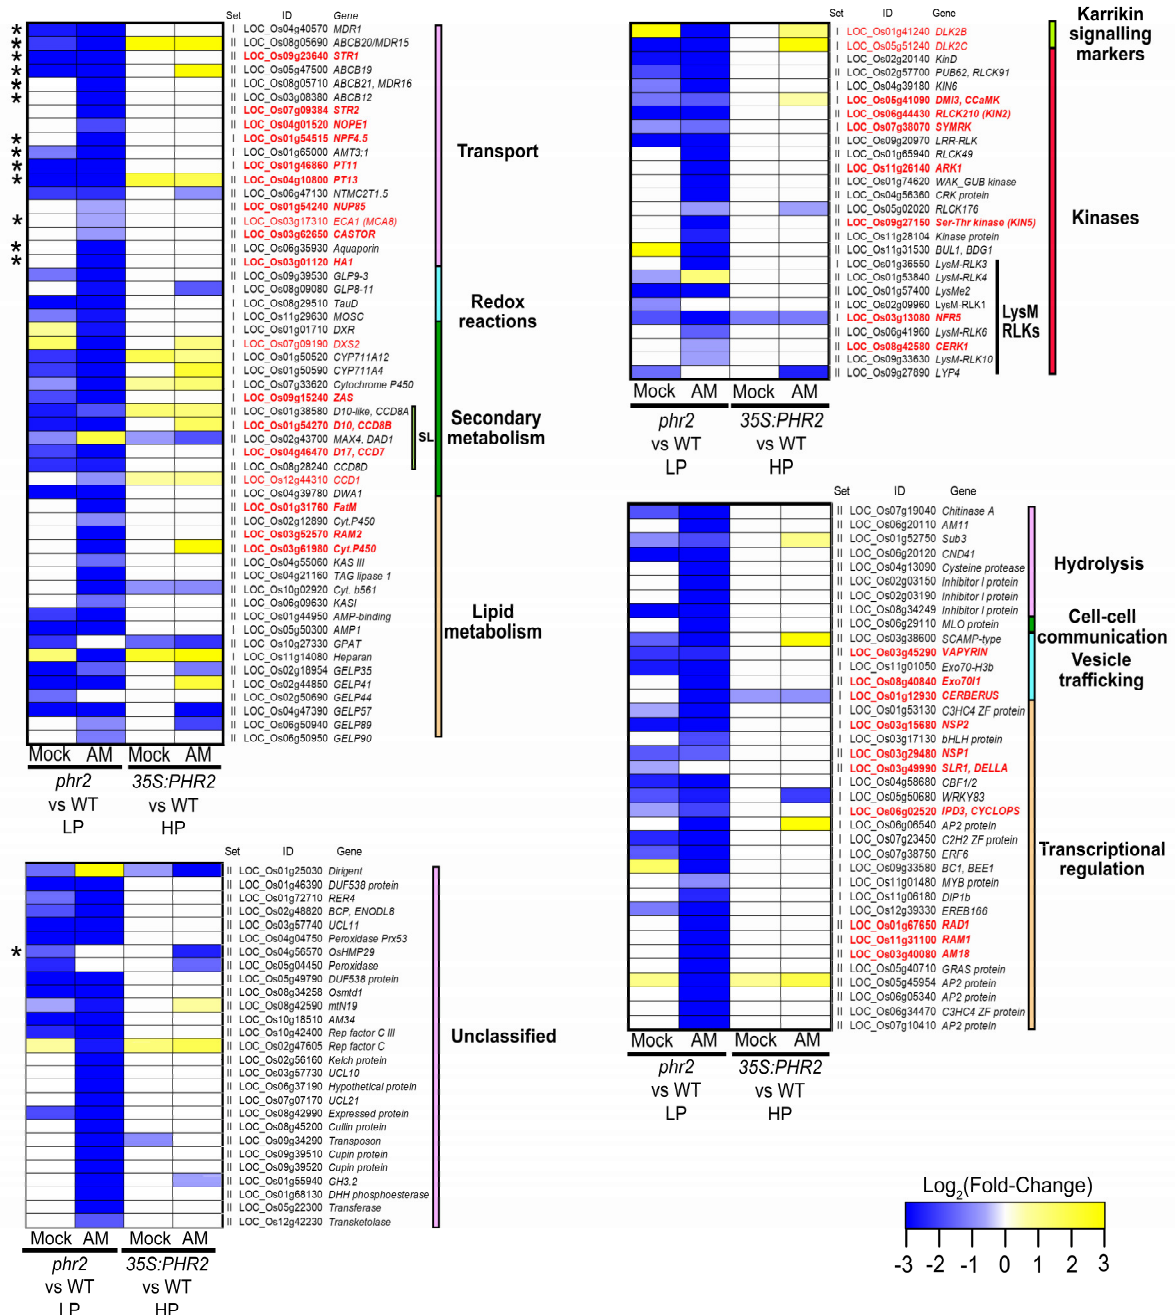 Set ID Gene
* I LOC_Os04g40570 MDR1
* II LOC_Os08g05690 ABCB20/MDR15
* II LOC_Os09g23640 STR1
* I LOC_Os05g47500 ABCB19
* II LOC_Os08g05710 ABCB21, MDR16
* II LOC_Os03g08380 ABCB12
II LOC_Os07g09384 STR2
II LOC_Os04g01520 NOPE1
* I LOC_Os01g54515 NPF4.5
* I LOC_Os01g65000 AMT3;1
* I LOC_Os01g46860 PT11
* II LOC_Os04g10800 PT13
II LOC_Os06g47130 NTMC2T1.5
II LOC_Os01g54240 NUP85
* II LOC_Os03g17310 ECA1 (MCA8)
II LOC_Os03g62650 CASTOR
* II LOC_Os06g35930 Aquaporin
* II LOC_Os03g01120 HA1
Transport
II LOC_Os09g39530 GLP9-3
II LOC_Os08g09080 GLP8-11
I LOC_Os08g29510 TauD
I LOC_Os11g29630 MOSC
Redox
reactions
I LOC_Os01g01710 DXR
II LOC_Os07g09190 DXS2
I LOC_Os01g50520 CYP711A12
I LOC_Os01g50590 CYP711A4
I LOC_Os07g33620 Cytochrome P450
I LOC_Os09g15240 ZAS
II LOC_Os01g38580 D10-like, CCD8A
I LOC_Os01g54270 D10, CCD8B
II LOC_Os02g43700 MAX4. DAD1
I LOC_Os04g46470 D17, CCD7
II LOC_Os08g28240 CCD8D
SL
II LOC_Os12g44310 CCD1
II LOC_Os04g39780 DWA1
Secondary
metabolism
II LOC_Os01g31760 FatM
II LOC_Os02g12890 Cyt.P450
II LOC_Os03g52570 RAM2
II LOC_Os03g61980 Cyt.P450
II LOC_Os04g55060 KAS III
II LOC_Os04g21160 TAG lipase 1
II LOC_Os10g02920 Cyt. b561
II LOC_Os06g09630 KASI
II LOC_Os01g44950 AMP-binding
I LOC_Os05g50300 AMP1
II LOC_Os10g27330 GPAT
I LOC_Os11g14080 Heparan
II LOC_Os02g18954 GELP35
II LOC_Os02g44850 GELP41
II LOC_Os02g50690 GELP44
II LOC_Os04g47390 GELP57
II LOC_Os06g50940 GELP89
II LOC_Os06g50950 GELP90
Lipid
metabolism
Mock AM Mock AM
phr2 35S:PHR2
vs WT vs WT
LP HP
Set ID Gene
II LOC_Os01g25030 Dirigent
I LOC_Os01g46390 DUF538 protein
I LOC_Os01g72710 RER4
II LOC_Os02g48820 BCP, ENODL8
II LOC_Os03g57740 UCL11
II LOC_Os04g04750 Peroxidase Prx53
* II LOC_Os04g56570 OsHMP29
II LOC_Os05g04450 Peroxidase
II LOC_Os05g49790 DUF538 protein
II LOC_Os08g34258 Osmtd1
II LOC_Os08g42590 mtN19
II LOC_Os10g18510 AM34
II LOC_Os10g42400 Rep factor C III
II LOC_Os02g47605 Rep factor C
II LOC_Os02g56160 Kelch protein
II LOC_Os03g57730 UCL10
II LOC_Os06g37190 Hypothetical protein
II LOC_Os07g07170 UCL21
II LOC_Os08g42990 Expressed protein
II LOC_Os08g45200 Cullin protein
II LOC_Os09g34290 Transposon
II LOC_Os09g39510 Cupin protein
II LOC_Os09g39520 Cupin protein
II LOC_Os01g55940 GH3.2
II LOC_Os01g68130 DHH phosphoesterase
II LOC_Os05g22300 Transferase
II LOC_Os12g42230 Transketolase
Unclassified
Mock AM Mock AM
phr2 35S:PHR2
vs WT vs WT
LP HP
Set ID Gene
I LOC_Os01g41240 DLK2B
I LOC_Os05g51240 DLK2C
Karrikin
signalling
markers
I LOC_Os02g20140 KinD
II LOC_Os02g57700 PUB62, RLCK91
I LOC_Os04g39180 KIN6
I LOC_Os05g41090 DMI3, CCaMK
II LOC_Os06g44430 RLCK210 (KIN2)
I LOC_Os07g38070 SYMRK
II LOC_Os09g20970 LRR-RLK
II LOC_Os01g65940 RLCK49
II LOC_Os11g26140 ARK1
II LOC_Os01g74620 WAK_GUB kinase
II LOC_Os04g56360 CRK protein
I LOC_Os05g02020 RLCK176
II LOC_Os09g27150 Ser-Thr kinase (KIN5)
II LOC_Os11g28104 Kinase protein
II LOC_Os11g31530 BUL1, BDG1
I LOC_Os01g36550 LysM-RLK3
I LOC_Os01g53840 LysM-RLK4
I LOC_Os01g57400 LysMe2
II LOC_Os02g09960 LysM-RLK1
I LOC_Os03g13080 NFR5
II LOC_Os06g41960 LysM-RLK6
II LOC_Os08g42580 CERK1
II LOC_Os09g33630 LysM-RLK10
II LOC_Os09g27890 LYP4
LysM
RLKs
Kinases
Mock AM Mock AM
phr2 35S:PHR2
vs WT vs WT
LP HP
Set ID Gene
II LOC_Os07g19040 Chitinase A
II LOC_Os06g20110 AM11
II LOC_Os01g52750 Sub3
II LOC_Os06g20120 CND41
II LOC_Os04g13090 Cysteine protease
II LOC_Os02g03150 Inhibitor I protein
II LOC_Os02g03190 Inhibitor I protein
II LOC_Os08g34249 Inhibitor I protein
Hydrolysis
II LOC_Os06g29110 MLO protein
Cell-cell
communication
II LOC_Os03g38600 SCAMP-type
II LOC_Os03g45290 VAPYRIN
I LOC_Os01g01050 Exo70-H3b
II LOC_Os08g40840 Exo70I1
I LOC_Os01g12930 CERBERUS
Vesicle
trafficking
I LOC_Os01g53130 C3HC4 ZF protein
I LOC_Os03g15680 NSP2
II LOC_Os03g17130 bHLH protein
II LOC_Os03g29480 NSP1
II LOC_Os03g49990 SLR1, DELLA
I LOC_Os04g58680 CBF1/2
I LOC_Os05g50680 WRKY83
I LOC_Os06g02520 IPD3, CYCLOPS
I LOC_Os06g06540 AP2 protein
I LOC_Os07g23450 C2H2 ZF protein
I LOC_Os07g38750 ERF6
II LOC_Os09g33580 BC1, BEE1
I LOC_Os11g01480 MYB protein
I LOC_Os11g06180 DIP1b
II LOC_Os12g39330 EREB166
II LOC_Os01g67650 RAD1
II LOC_Os11g31100 RAM1
II LOC_Os03g40080 AM18
II LOC_Os05g40710 GRAS protein
II LOC_Os05g45954 AP2 protein
II LOC_Os06g05340 AP2 protein
II LOC_Os06g34470 C3HC4 ZF protein
II LOC_Os07g10410 AP2 protein
Transcriptional
regulation
Mock AM Mock AM
phr2 35S:PHR2
vs WT vs WT
LP HP
Log2(Fold-Change)
-3 -2 -1 0 1 2 3